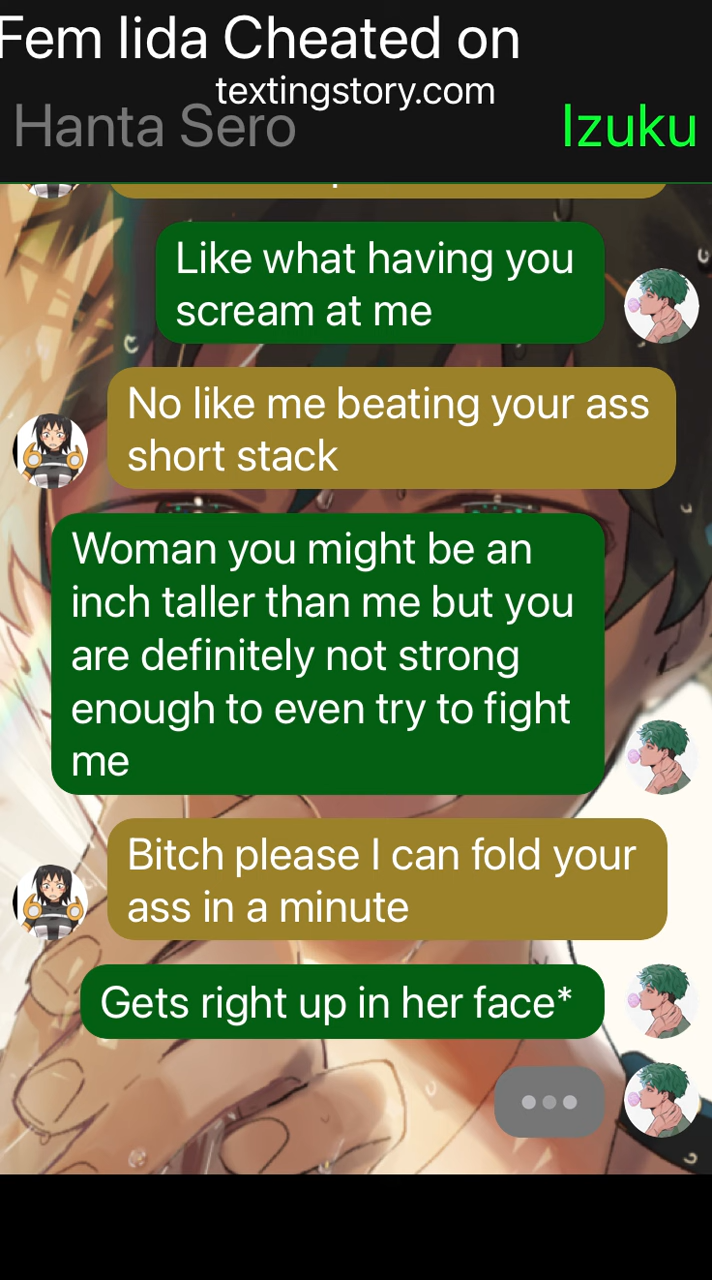 Fem Iida Cheated on
textingstory.com
Hanta Sero
Izuku
Like what having you
scream at me
No like me beating your ass
short stack
Woman you might be an
inch taller than me but you
are definitely not strong
enough to even try to fight
me
Bitch please I can fold your
ass in a minute
Gets right up in her face*